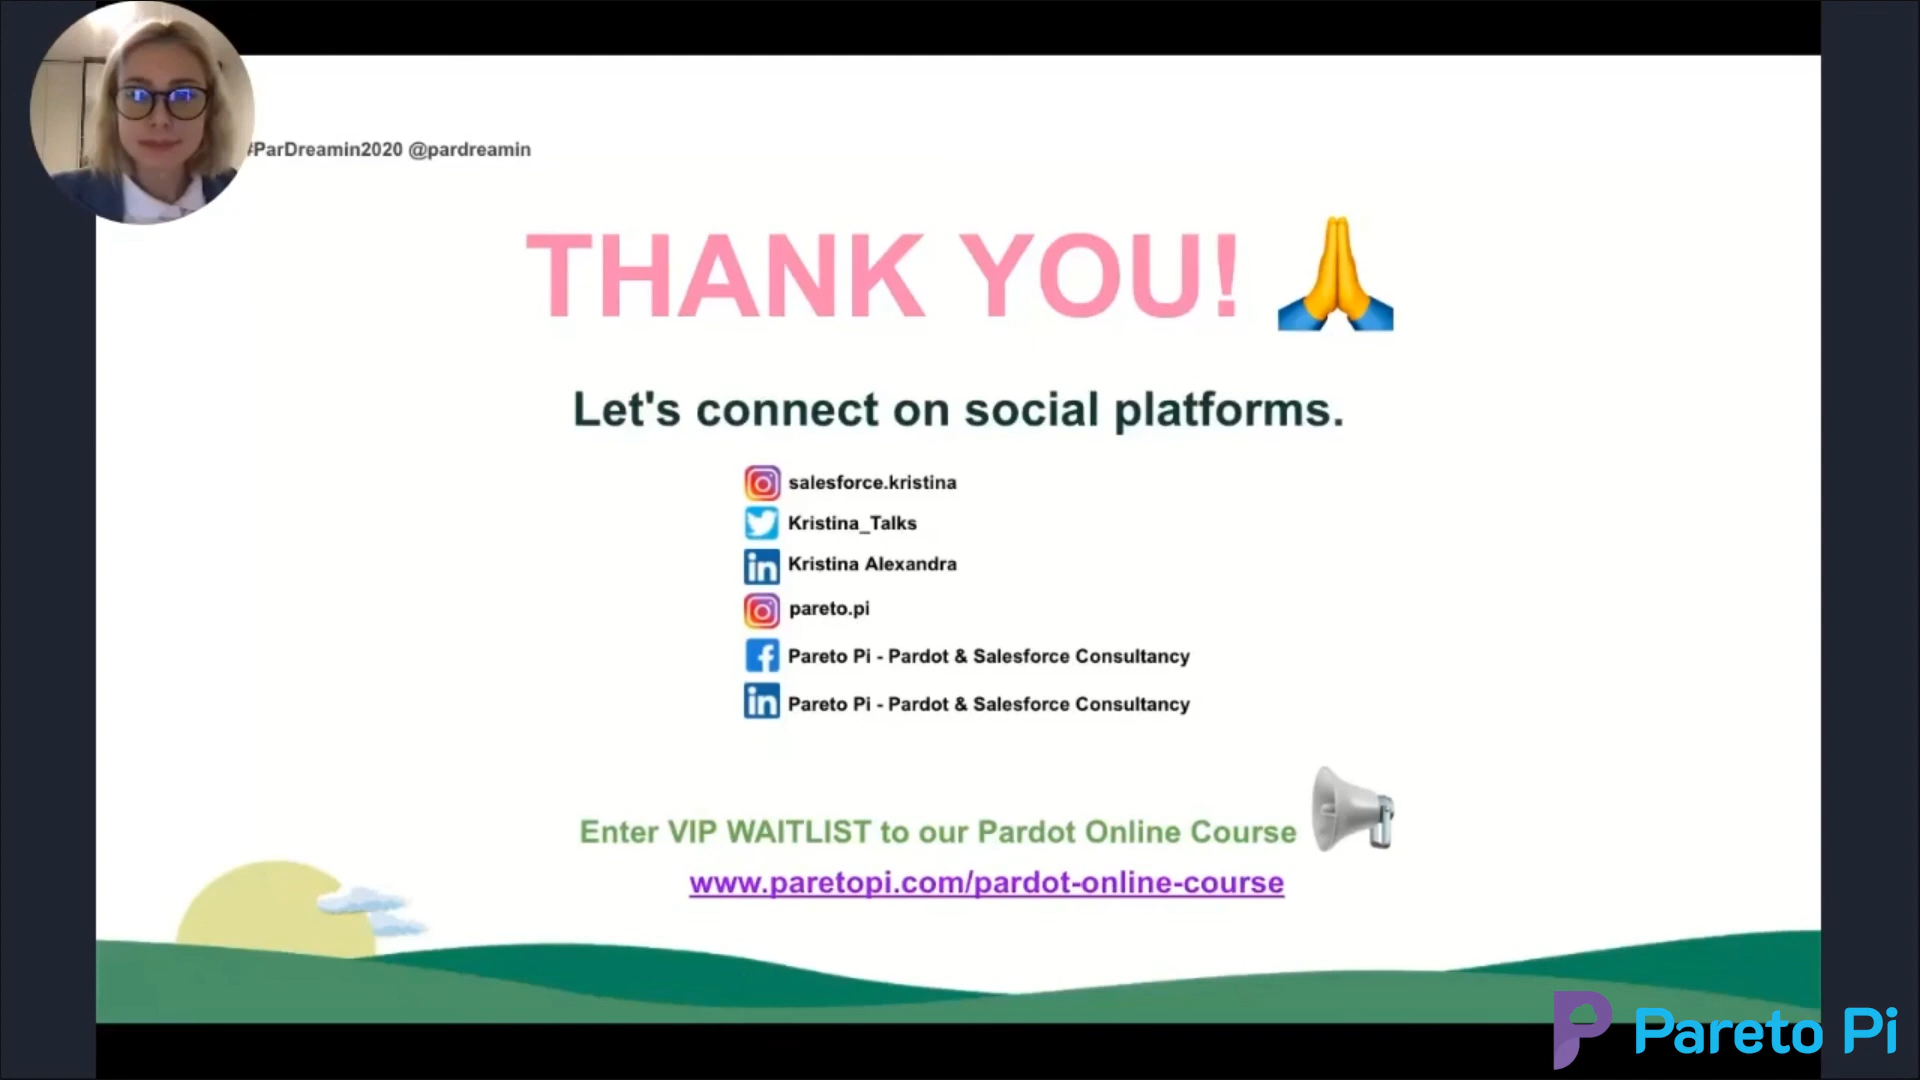 #ParDreamin2020 @pardreamin
THANK YOU!
Let's connect on social platforms.
salesforce.kristina
Kristina_Talks
in Kristina Alexandra
pareto.pi
f Pareto Pi - Pardot & Salesforce Consultancy
in Pareto Pi - Pardot & Salesforce Consultancy
Enter VIP WAITLIST to our Pardot Online Course
www.paretopi.com/pardot-online-course
Pareto Pi